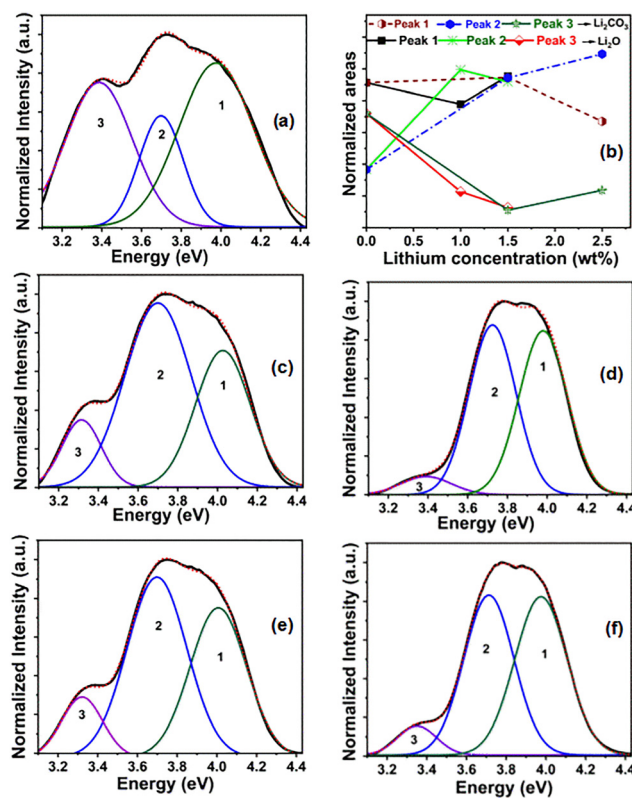 (a)
Normalized Intensity (a.u.)
3
2
1
3.2 3.4 3.6 3.8 4.0 4.2 4.4
Energy (eV)
Peak 1 Peak 2 Peak 3 → Li₂CO₃
Peak 1 Peak 2 Peak 3 → Li₂O
(b)
Normalized areas
0.0 0.5 1.0 1.5 2.0 2.5
Lithium concentration (wt%)
(c)
Normalized Intensity (a.u.)
2
1
3
3.2 3.4 3.6 3.8 4.0 4.2 4.4
Energy (eV)
(d)
Normalized Intensity (a.u.)
1
2
3
3.2 3.4 3.6 3.8 4.0 4.2 4.4
Energy (eV)
(e)
Normalized Intensity (a.u.)
2
1
3
3.2 3.4 3.6 3.8 4.0 4.2 4.4
Energy (eV)
(f)
Normalized Intensity (a.u.)
2
1
3
3.2 3.4 3.6 3.8 4.0 4.2 4.4
Energy (eV)